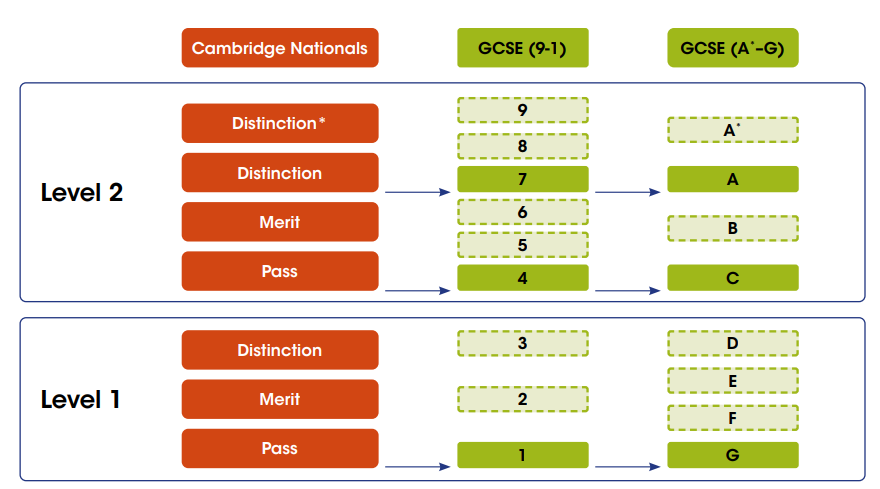 Cambridge Nationals
GCSE (9-1)
GCSE (A*-G)
Level 2
Distinction*
Distinction
Merit
Pass
9
8
7
6
5
4
A*
A
B
C
Level 1
Distinction
Merit
Pass
3
2
1
D
E
F
G